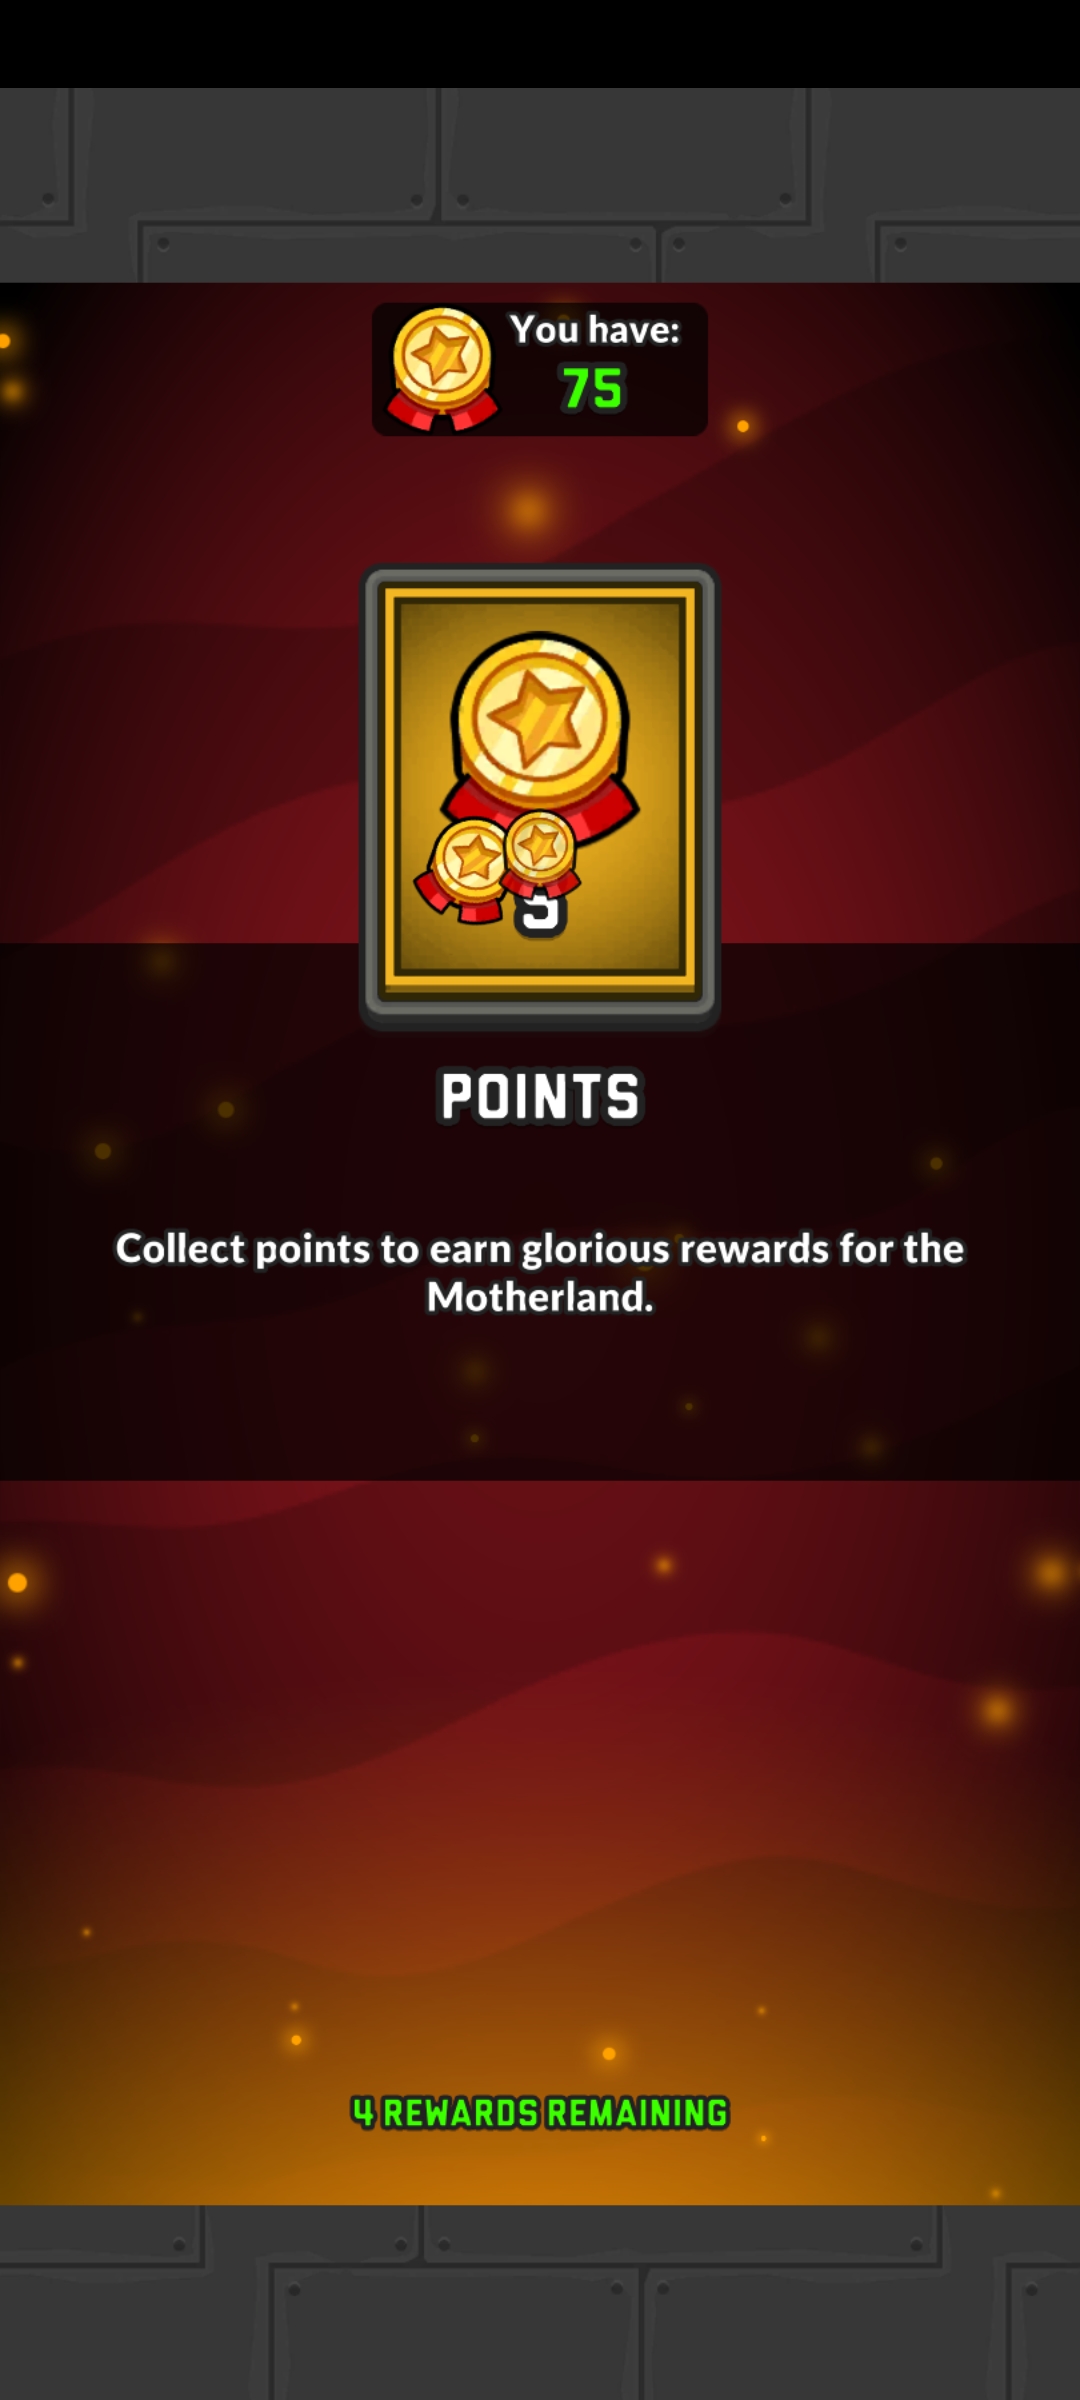 You have:
75
POINTS
Collect points to earn glorious rewards for the
Motherland.
4 REWARDS REMAINING